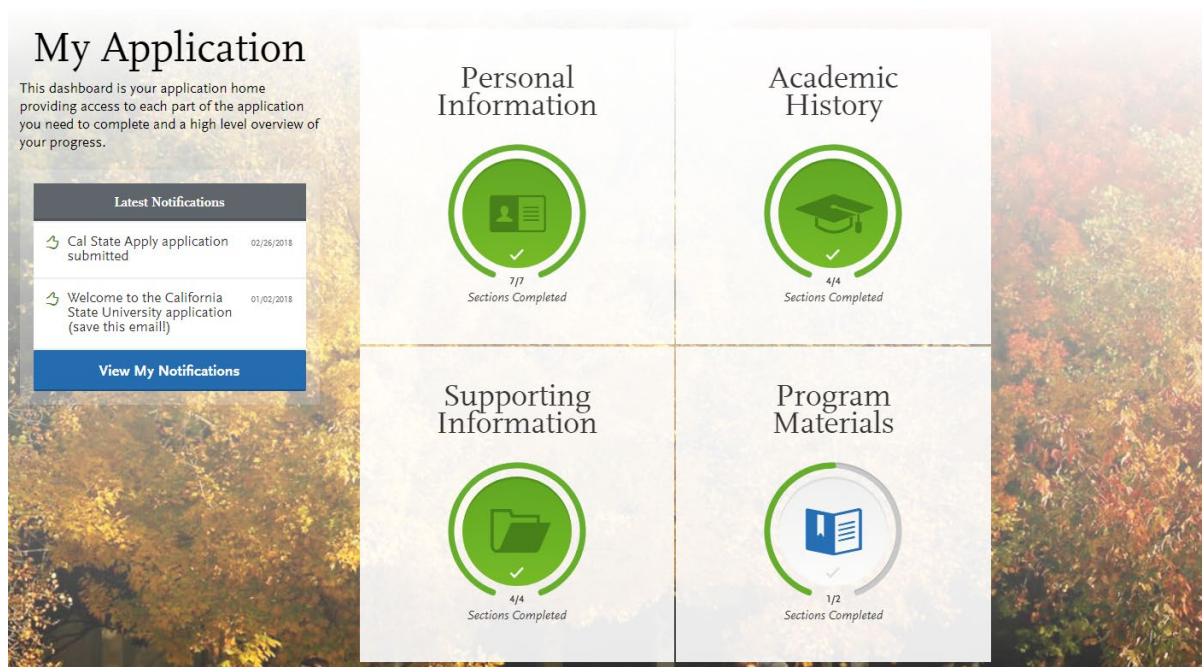 My Application
This dashboard is your application home
providing access to each part of the application
you need to complete and a high level overview of
your progress.
Latest Notifications
Cal State Apply application 02/26/2018
submitted
Welcome to the California 01/02/2018
State University application
(save this email!)
View My Notifications
Personal
Information
7/7
Sections Completed
Academic
History
4/4
Sections Completed
Supporting
Information
4/4
Sections Completed
Program
Materials
1/2
Sections Completed